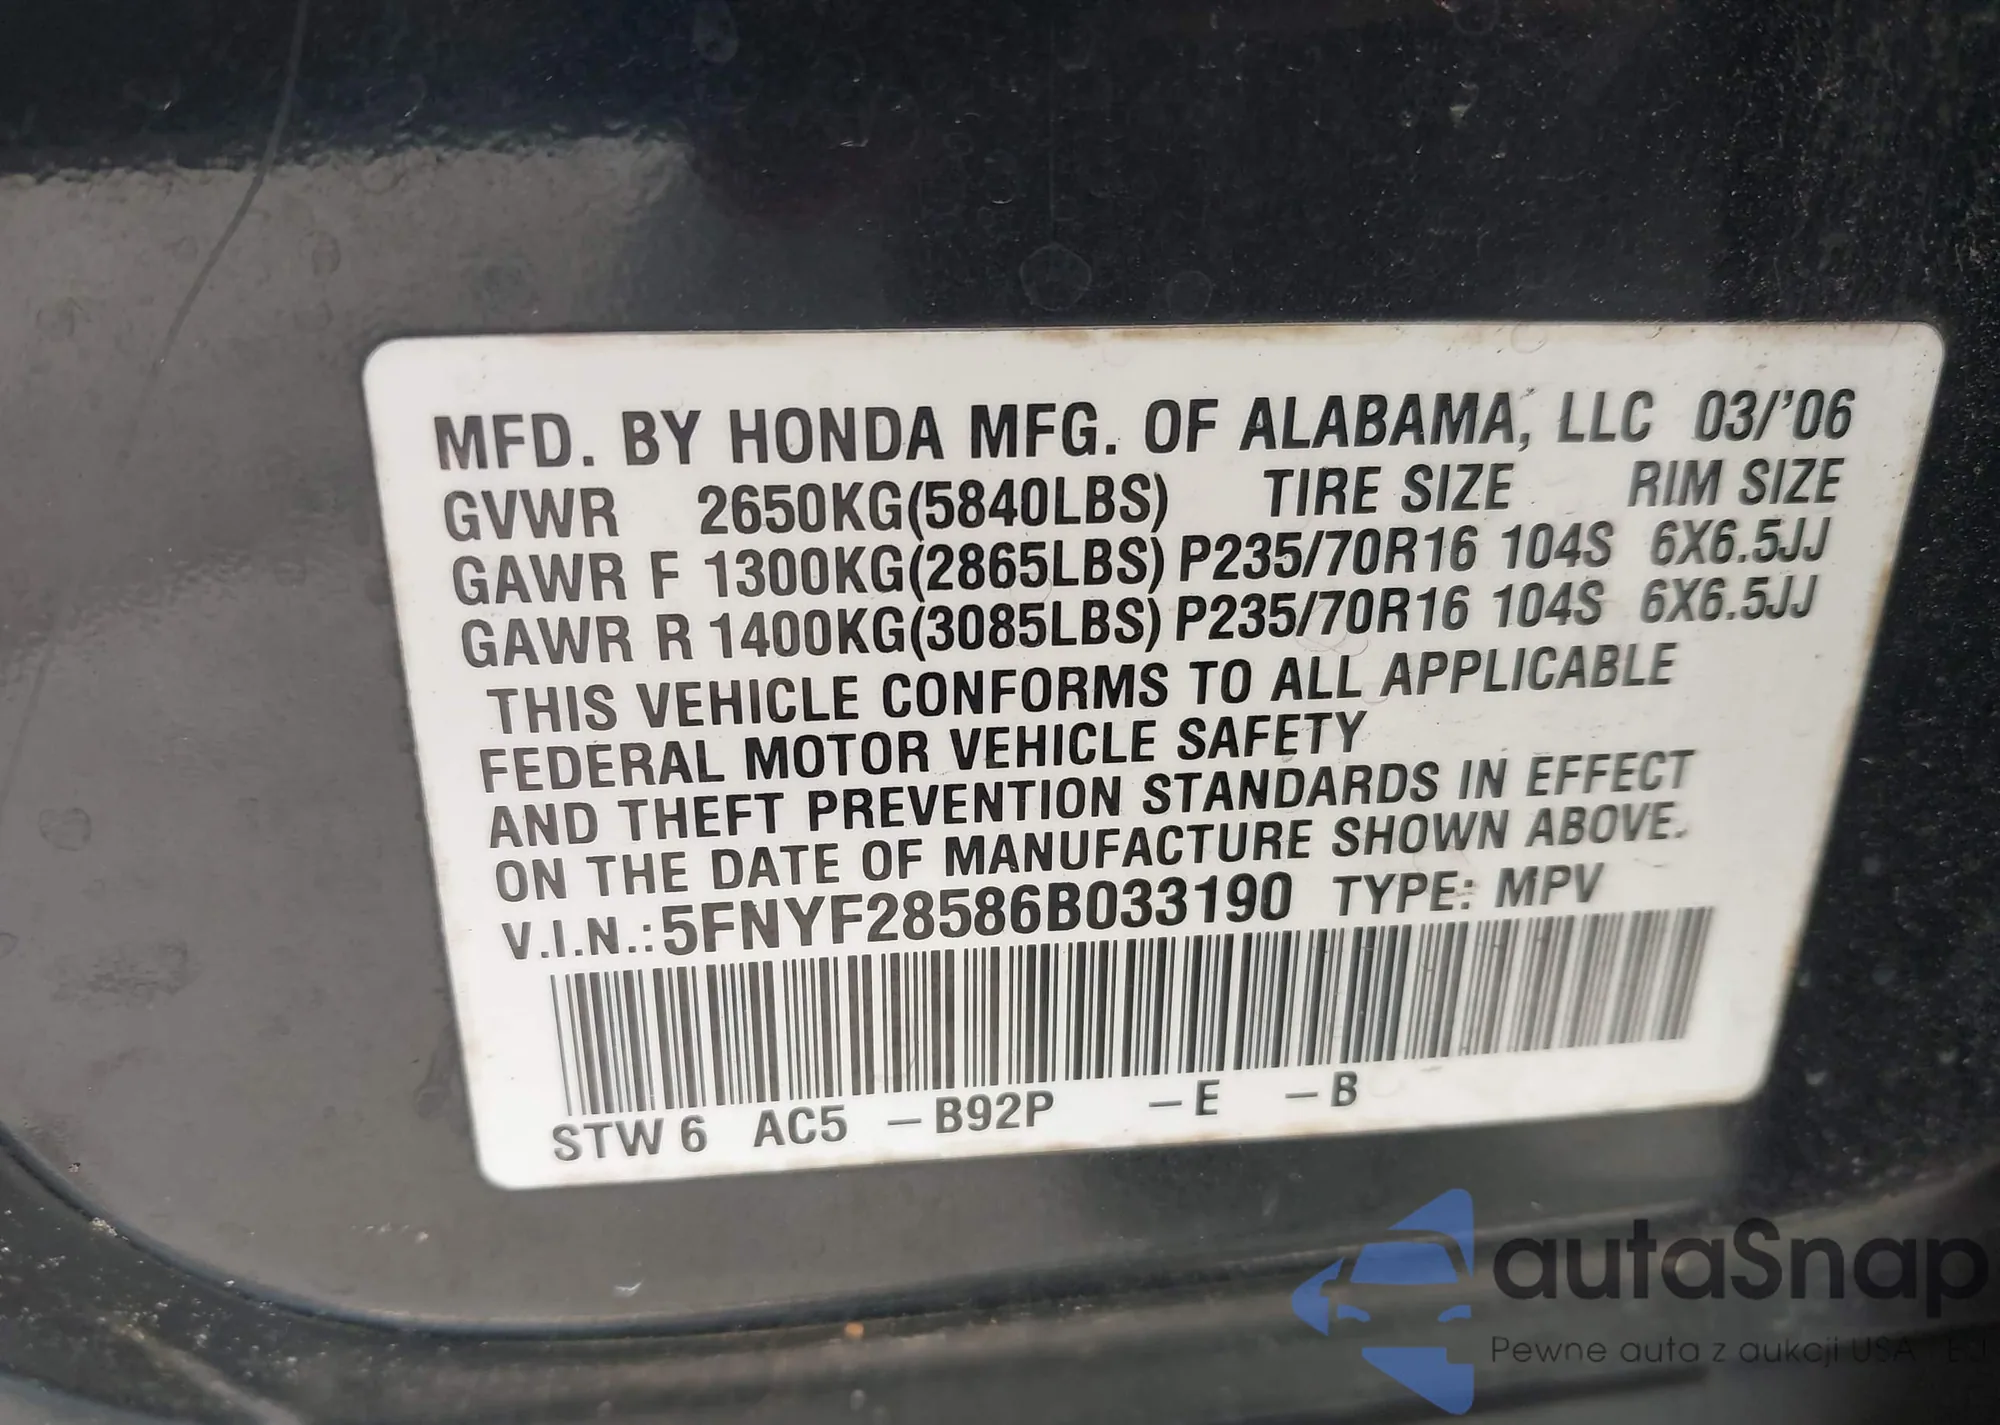 MFD. BY HONDA MFG. OF ALABAMA, LLC 03/'06
GVWR 2650KG(5840LBS) TIRE SIZE RIM SIZE
GAWR F 1300KG(2865LBS) P235/70R16 104S 6X6.5JJ
GAWR R 1400KG(3085LBS) P235/70R16 104S 6X6.5JJ
THIS VEHICLE CONFORMS TO ALL APPLICABLE
FEDERAL MOTOR VEHICLE SAFETY
AND THEFT PREVENTION STANDARDS IN EFFECT
ON THE DATE OF MANUFACTURE SHOWN ABOVE.
V.I.N.: 5FNYF28586B033190 TYPE: MPV
STW 6 AC5 –B92P –E –B
autaSnap
Pewne auta z aukcji USA